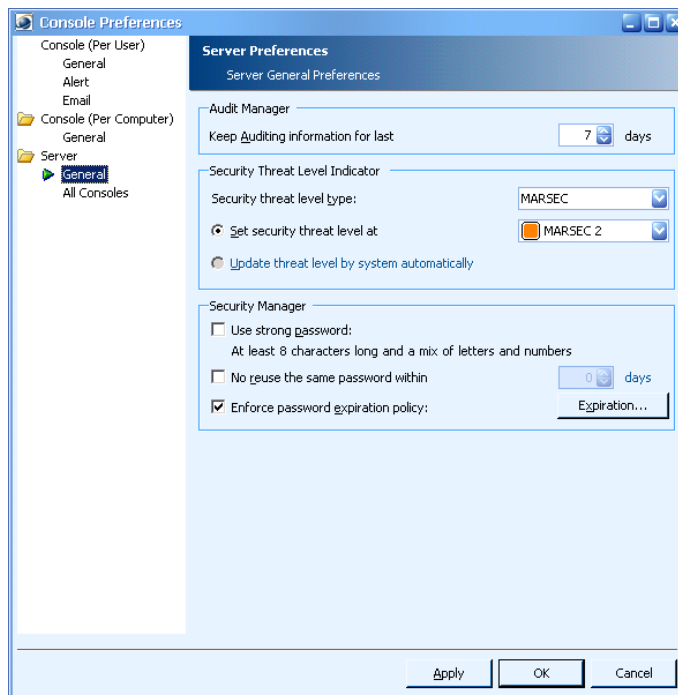 Console Preferences
Console (Per User)
General
Alert
Email
Console (Per Computer)
General
Server
General
All Consoles
Server Preferences
Server General Preferences
Audit Manager
Keep Auditing information for last 7 days
Security Threat Level Indicator
Security threat level type: MARSEC
Set security threat level at MARSEC 2
Update threat level by system automatically
Security Manager
Use strong password:
At least 8 characters long and a mix of letters and numbers
No reuse the same password within 0 days
Enforce password expiration policy: Expiration...
Apply OK Cancel